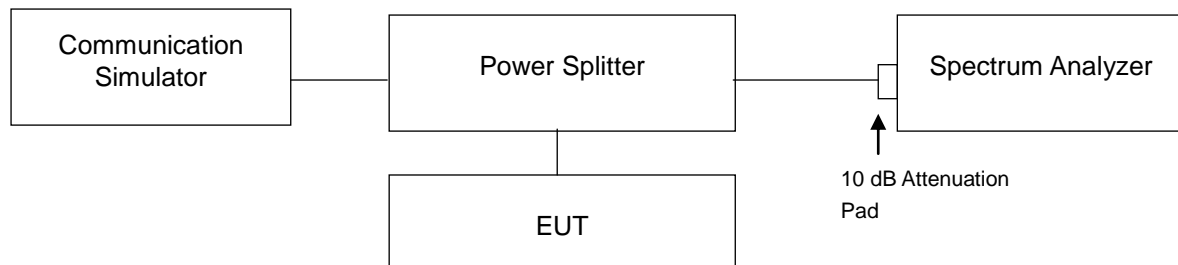 Communication
Simulator
Power Splitter
Spectrum Analyzer
10 dB Attenuation
Pad
EUT